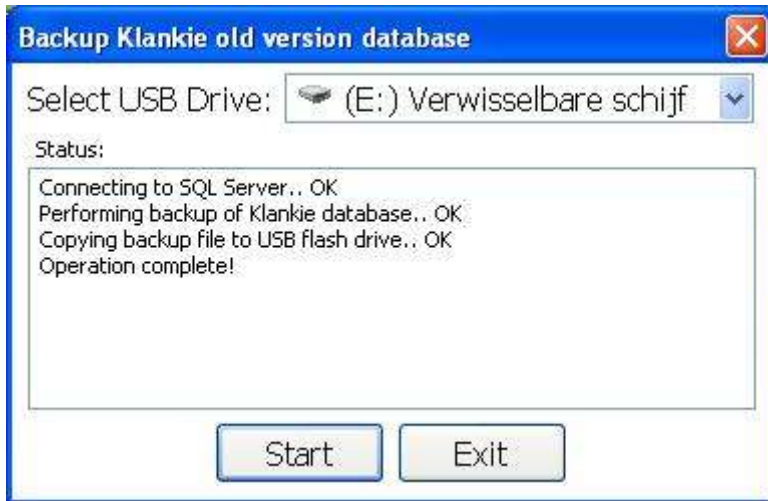 Backup Klankie old version database
Select USB Drive: (E:) Verwisselbare schijf
Status:
Connecting to SQL Server.. OK
Performing backup of Klankie database.. OK
Copying backup file to USB flash drive.. OK
Operation complete!
Start Exit